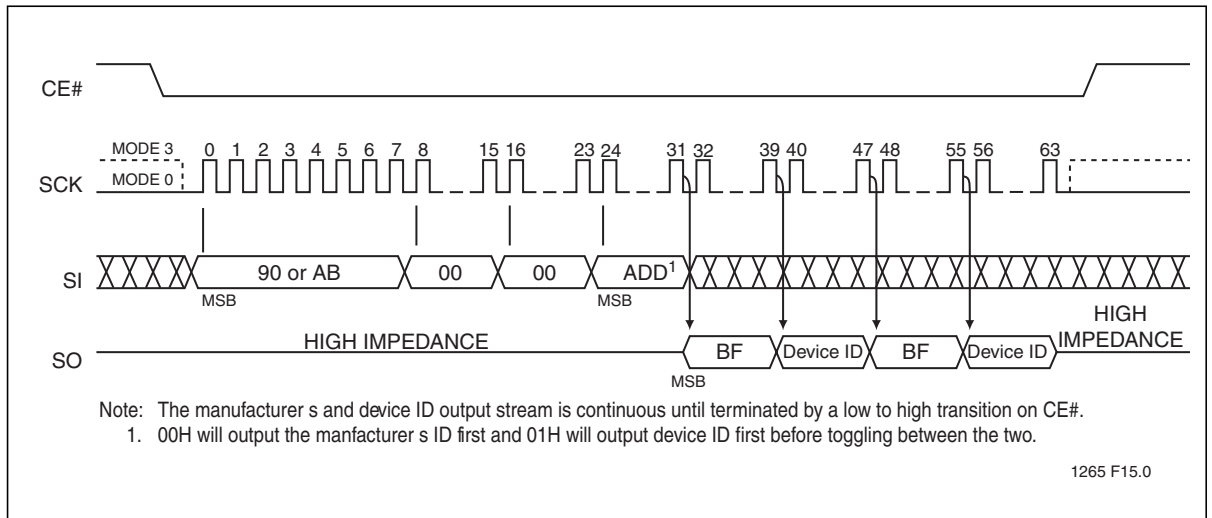 CE#
MODE 3
0 1 2 3 4 5 6 7 8 15 16 23 24 31 32 39 40 47 48 55 56 63
SCK
MODE 0
SI
90 or AB 00 00 ADD1
MSB MSB
HIGH IMPEDANCE
HIGH IMPEDANCE
SO
BF Device ID BF Device ID
MSB
Note: The manufacturer s and device ID output stream is continuous until terminated by a low to high transition on CE#.
1. 00H will output the manfacturer s ID first and 01H will output device ID first before toggling between the two.
1265 F15.0